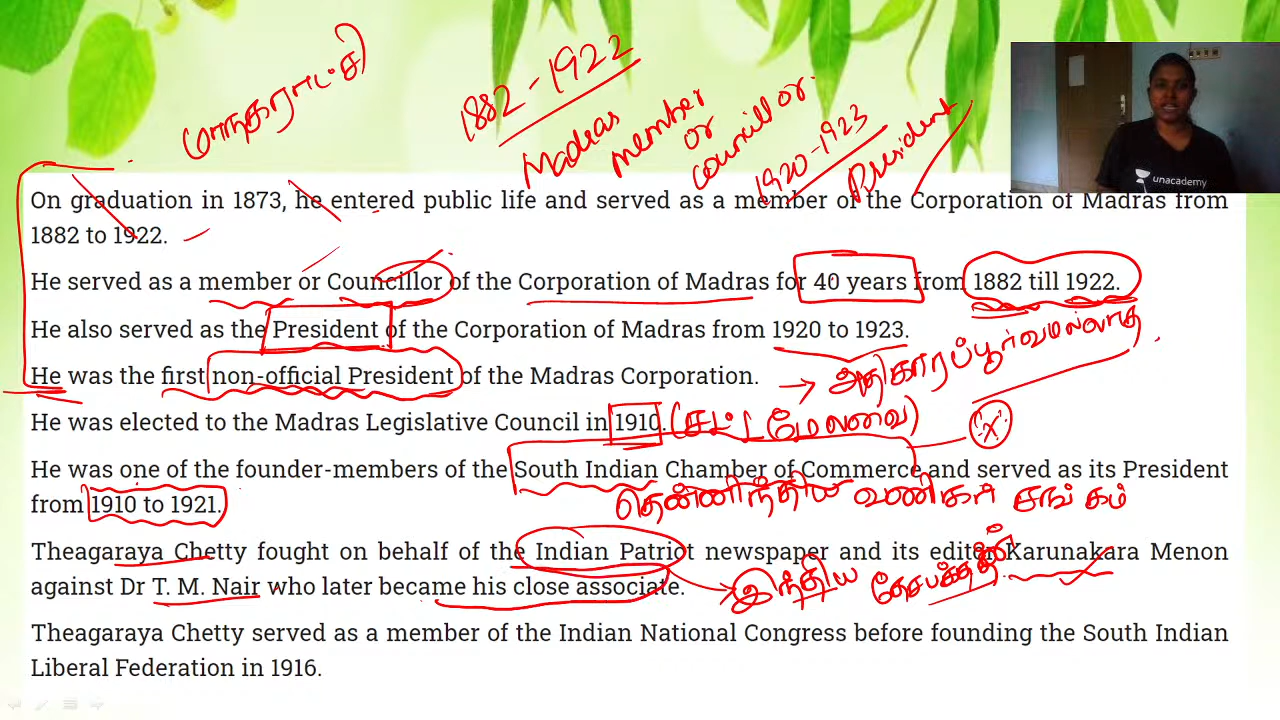 மாநகராட்சி
1882 - 1922
Madras
member
or
councillor.
1920 - 1923
President
unacademy
On graduation in 1873, he entered public life and served as a member of the Corporation of Madras from
1882 to 1922.
He served as a member or Councillor of the Corporation of Madras for 40 years from 1882 till 1922.
He also served as the President of the Corporation of Madras from 1920 to 1923.
He was the first non-official President of the Madras Corporation. → அதிகாரப்பூர்வமல்லாத
He was elected to the Madras Legislative Council in 1910. (சட்ட மேலவை) X
He was one of the founder-members of the South Indian Chamber of Commerce and served as its President
from 1910 to 1921. தென்னிந்திய வணிகர் சங்கம்
Theagaraya Chetty fought on behalf of the Indian Patriot newspaper and its editor Karunakara Menon
against Dr T. M. Nair who later became his close associate. → இந்திய தேசபக்தன்
Theagaraya Chetty served as a member of the Indian National Congress before founding the South Indian
Liberal Federation in 1916.